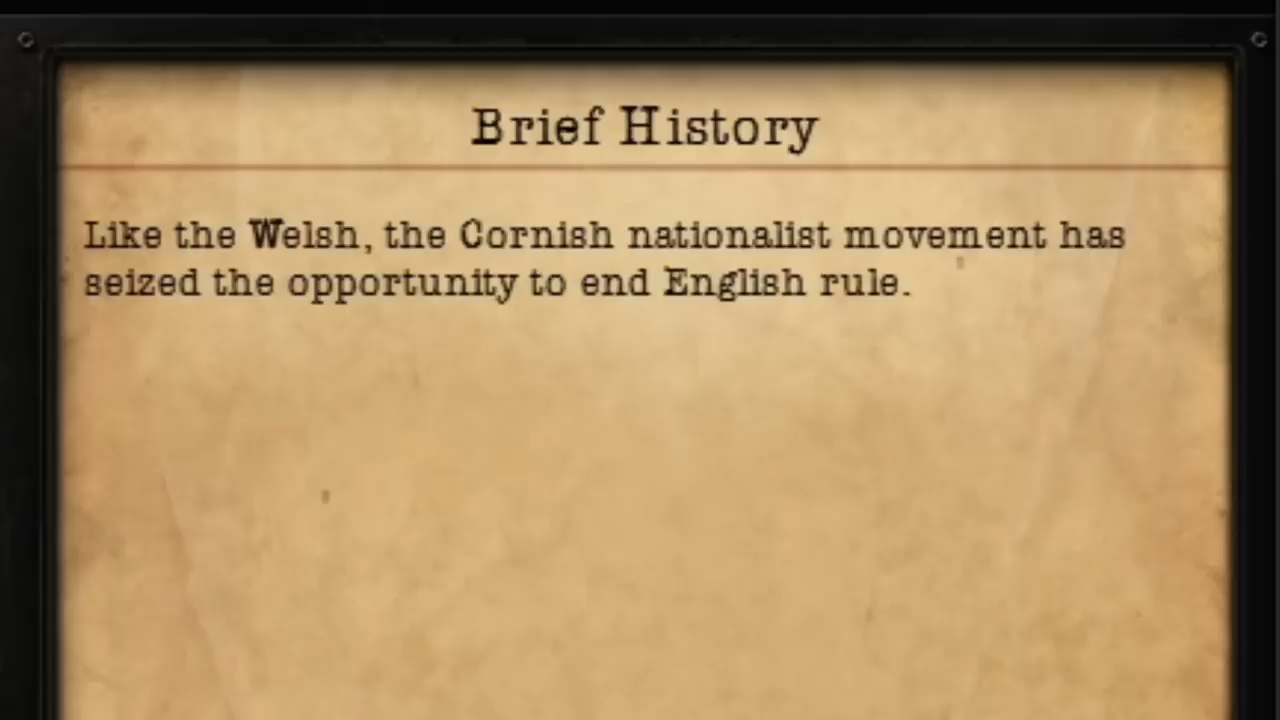 Brief History
Like the Welsh, the Cornish nationalist movement has
seized the opportunity to end English rule.